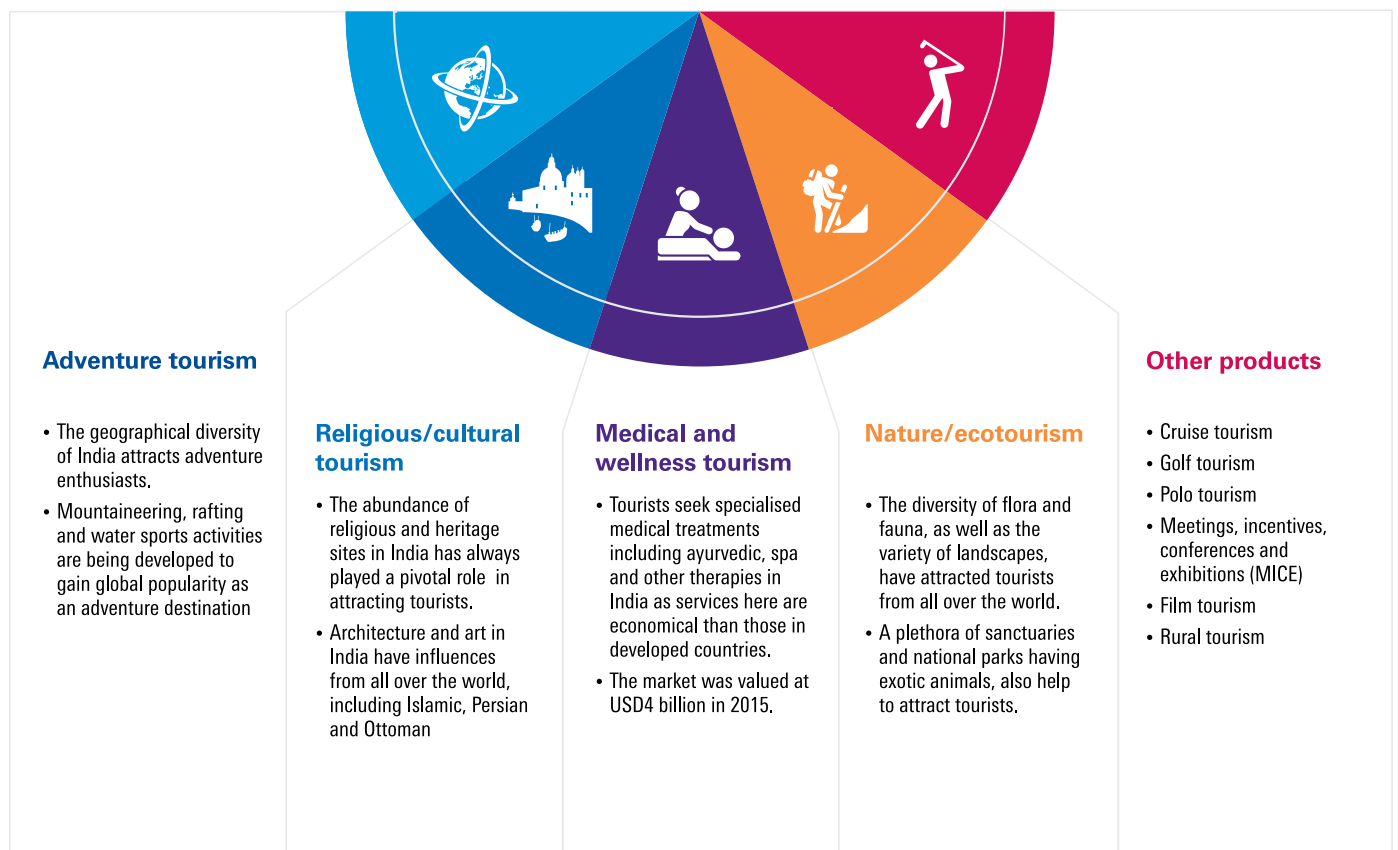 Adventure tourism
• The geographical diversity
of India attracts adventure
enthusiasts.
• Mountaineering, rafting
and water sports activities
are being developed to
gain global popularity as
an adventure destination
Religious/cultural
tourism
• The abundance of
religious and heritage
sites in India has always
played a pivotal role in
attracting tourists.
• Architecture and art in
India have influences
from all over the world,
including Islamic, Persian
and Ottoman
Medical and
wellness tourism
• Tourists seek specialised
medical treatments
including ayurvedic, spa
and other therapies in
India as services here are
economical than those in
developed countries.
• The market was valued at
USD4 billion in 2015.
Nature/ecotourism
• The diversity of flora and
fauna, as well as the
variety of landscapes,
have attracted tourists
from all over the world.
• A plethora of sanctuaries
and national parks having
exotic animals, also help
to attract tourists.
Other products
• Cruise tourism
• Golf tourism
• Polo tourism
• Meetings, incentives,
conferences and
exhibitions (MICE)
• Film tourism
• Rural tourism